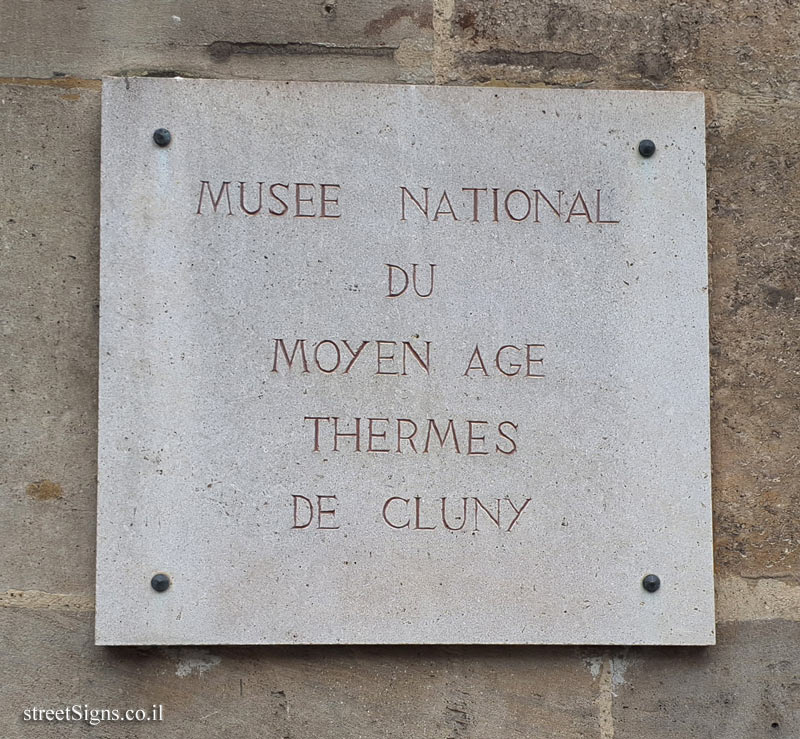 MUSEE NATIONAL
DU
MOYEN AGE
THERMES
DE CLUNY
streetSigns.co.il